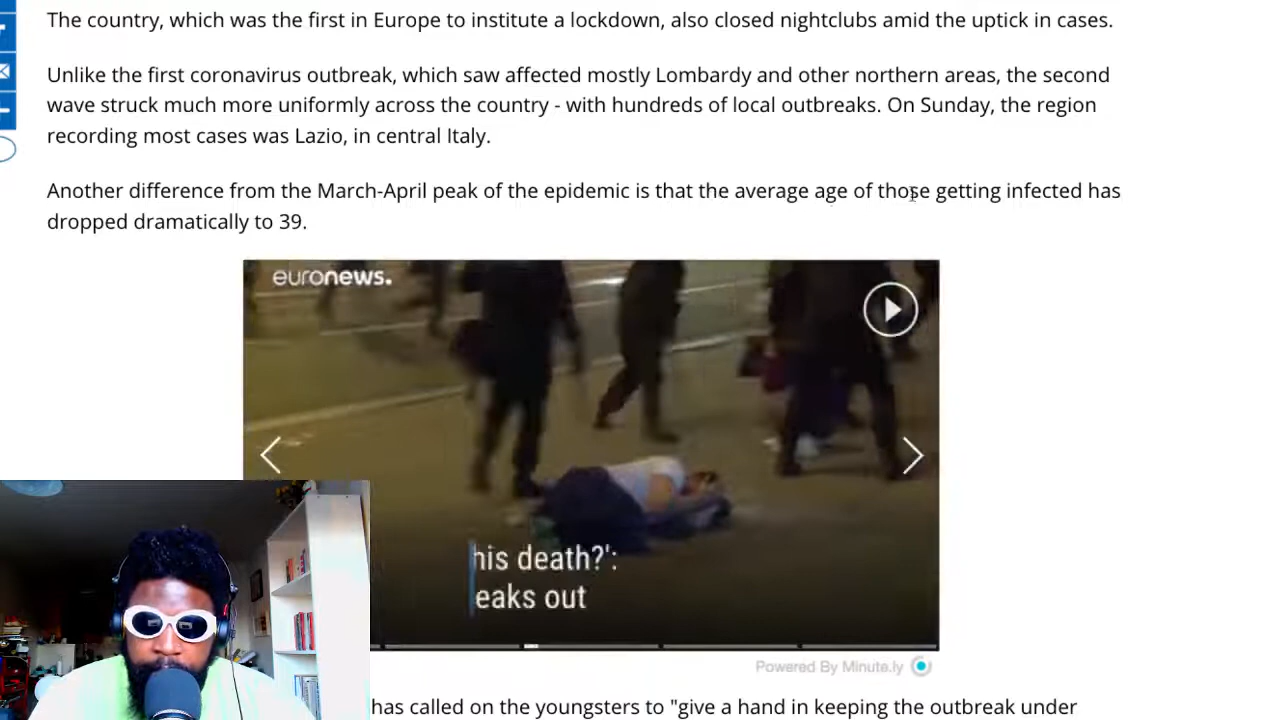 The country, which was the first in Europe to institute a lockdown, also closed nightclubs amid the uptick in cases.
Unlike the first coronavirus outbreak, which saw affected mostly Lombardy and other northern areas, the second
wave struck much more uniformly across the country - with hundreds of local outbreaks. On Sunday, the region
recording most cases was Lazio, in central Italy.
Another difference from the March-April peak of the epidemic is that the average age of those getting infected has
dropped dramatically to 39.
euronews.
his death?':
eaks out
Powered By Minute.ly
has called on the youngsters to "give a hand in keeping the outbreak under